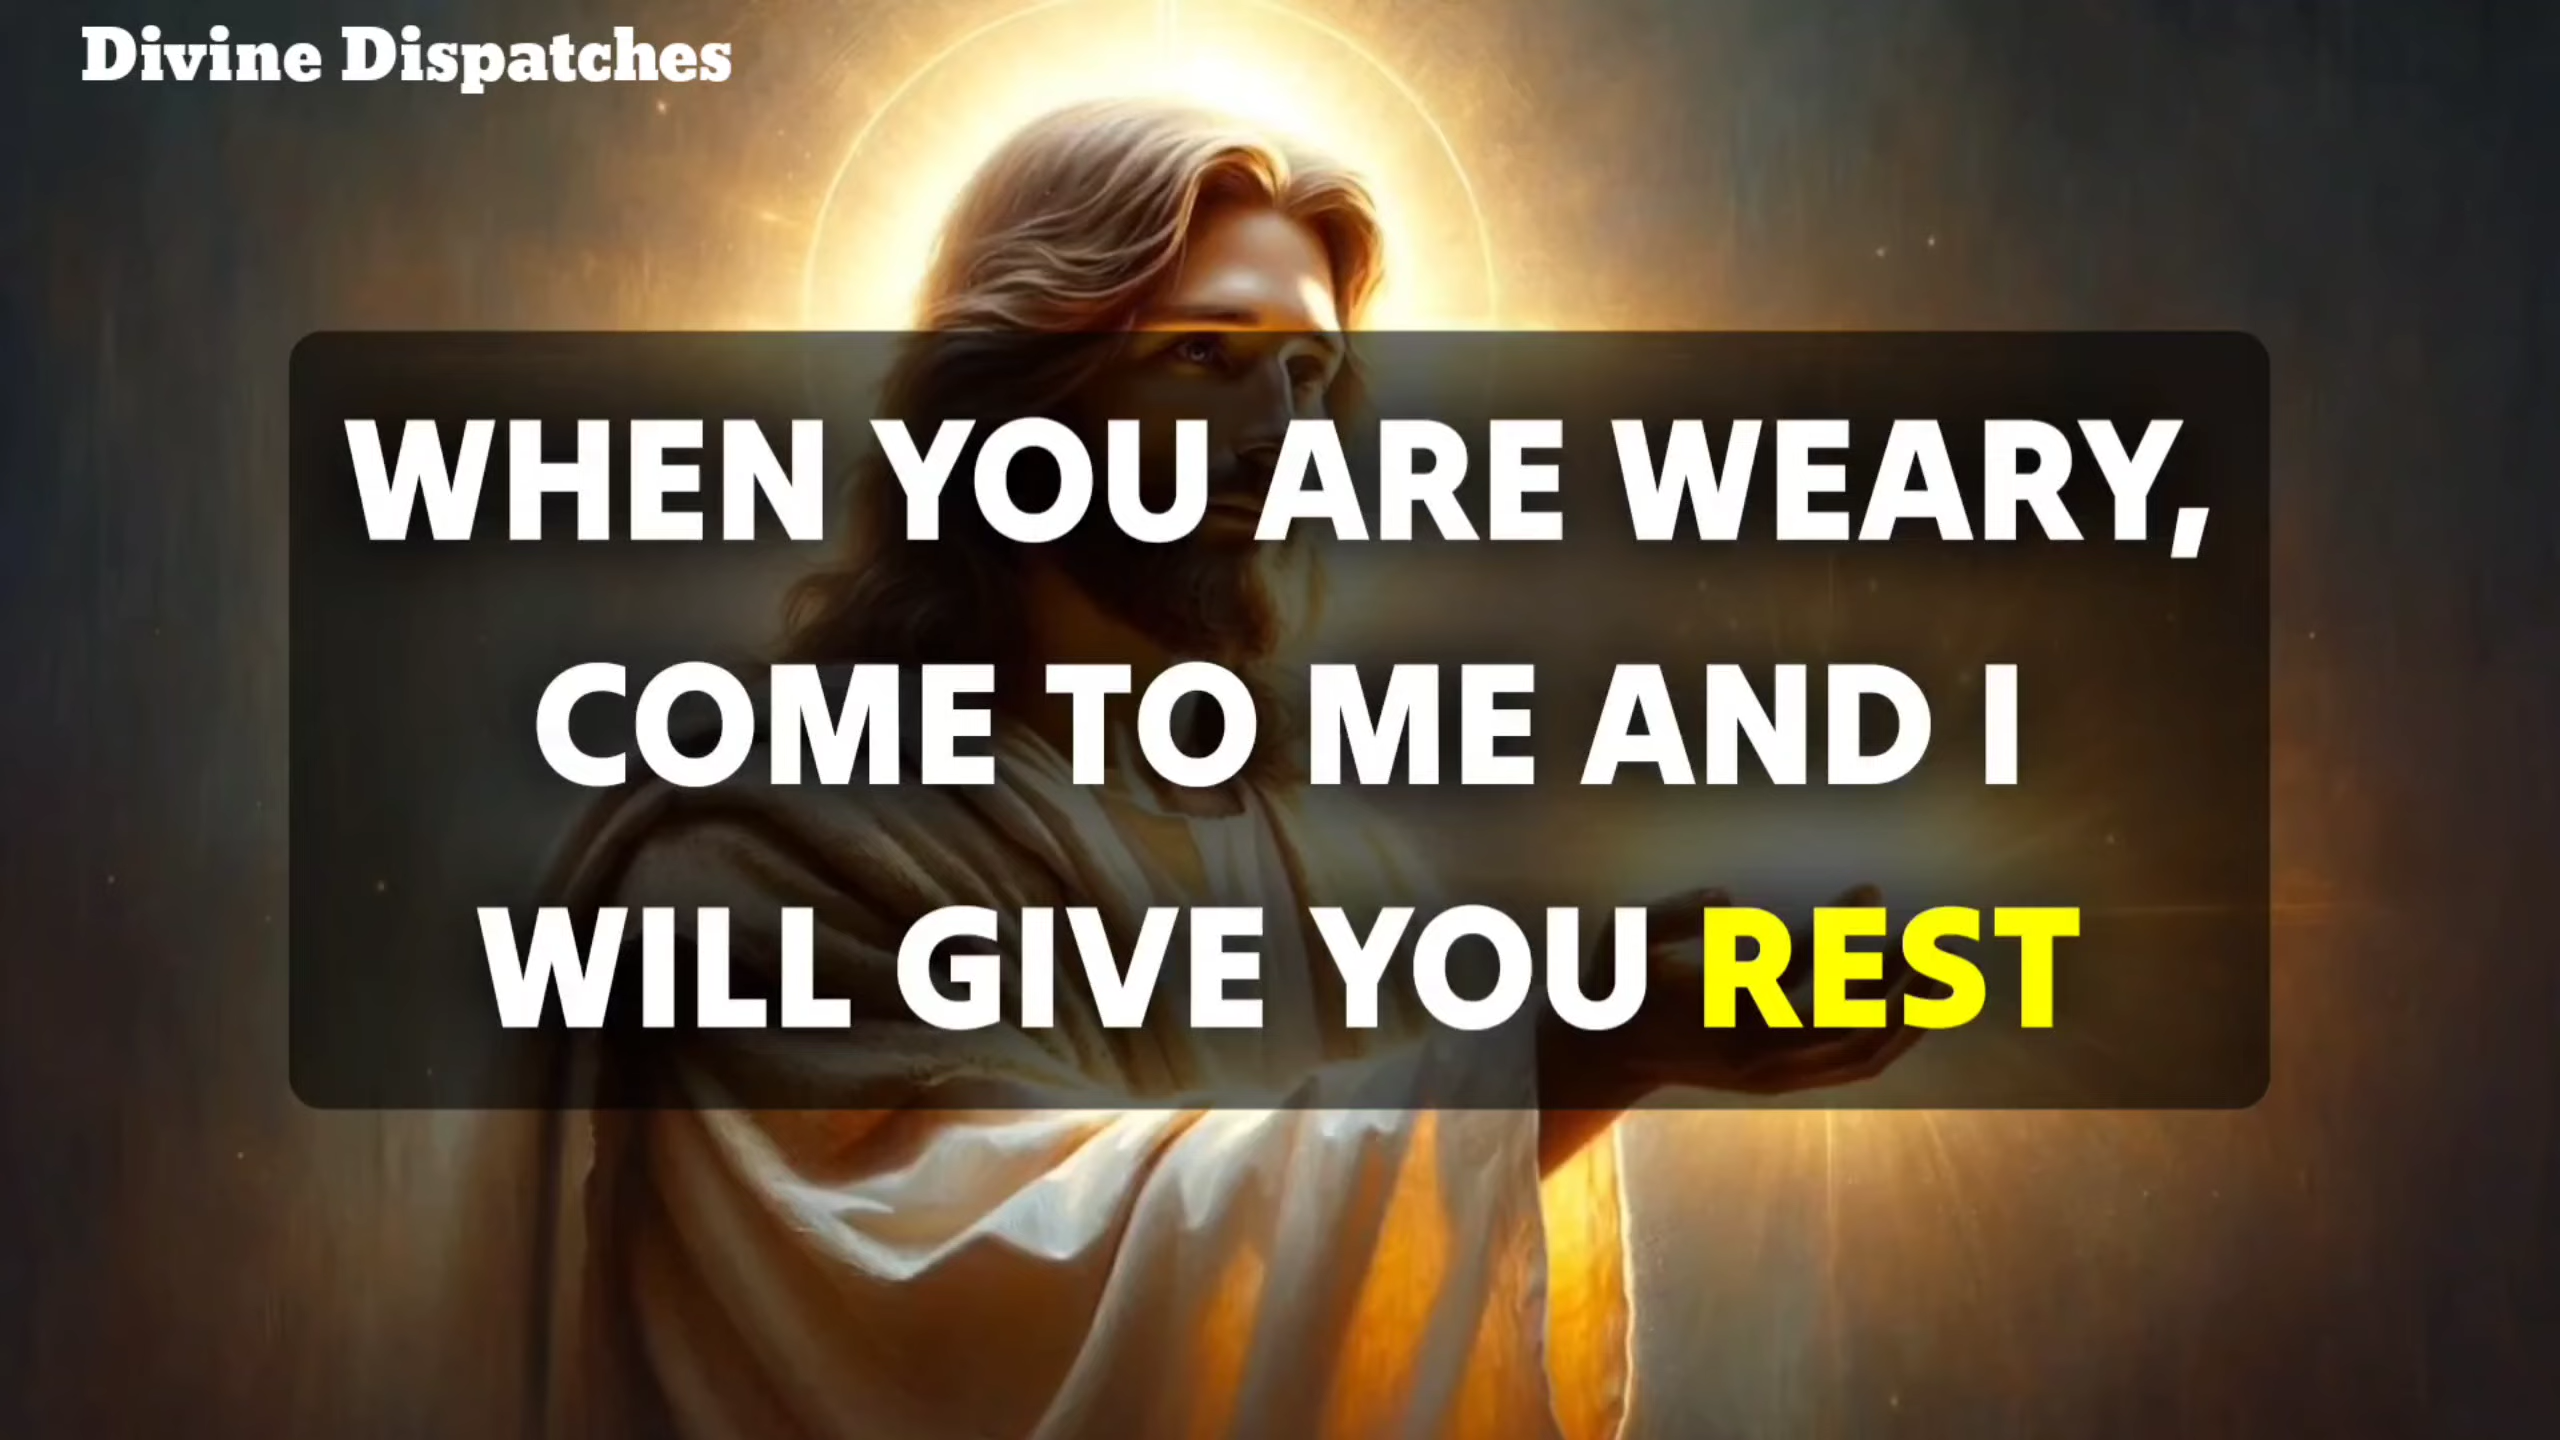 Divine Dispatches
WHEN YOU ARE WEARY,
COME TO ME AND I
WILL GIVE YOU REST